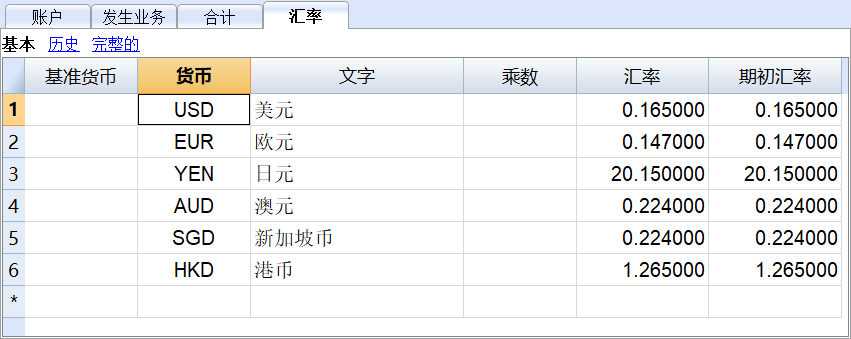 账户 发生业务 合计 汇率
基本 历史 完整的
基准货币 货币 文字 乘数 汇率 期初汇率
1 USD 美元 0.165000 0.165000
2 EUR 欧元 0.147000 0.147000
3 YEN 日元 20.150000 20.150000
4 AUD 澳元 0.224000 0.224000
5 SGD 新加坡币 0.224000 0.224000
6 HKD 港币 1.265000 1.265000
*